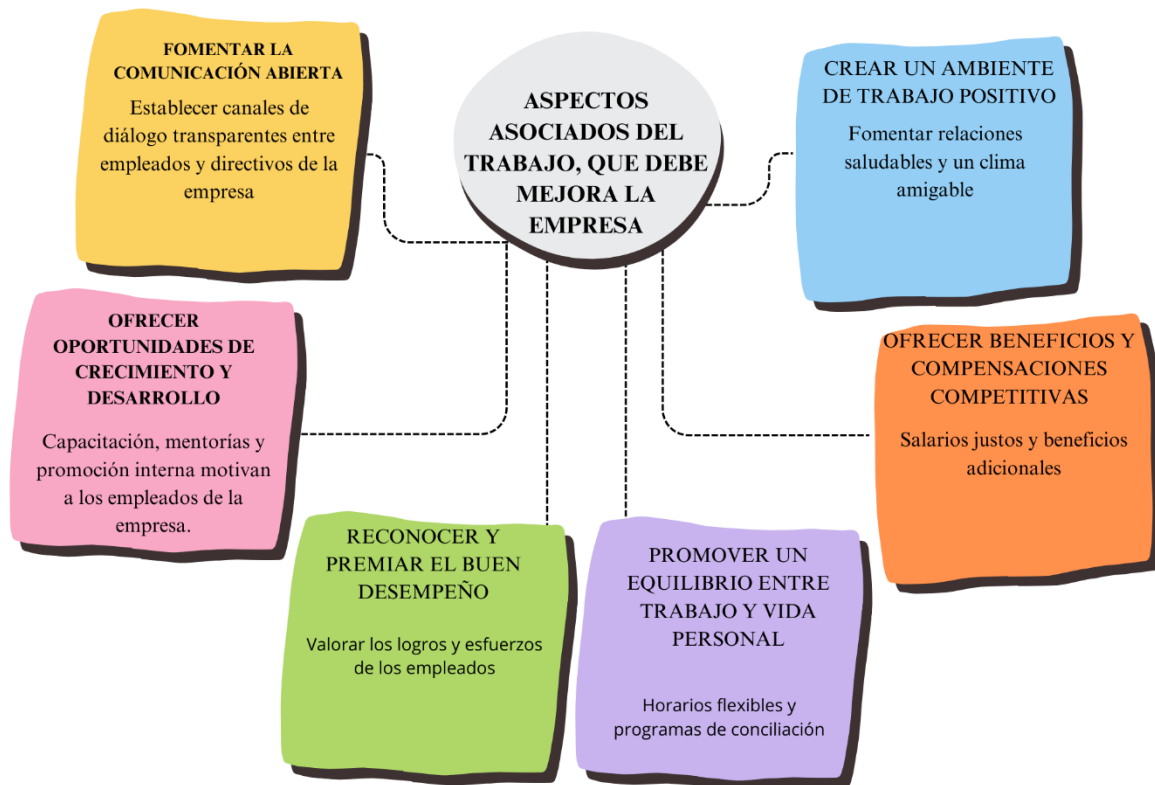 ASPECTOS
ASOCIADOS DEL
TRABAJO, QUE DEBE
MEJORA LA
EMPRESA
FOMENTAR LA
COMUNICACIÓN ABIERTA
Establecer canales de
diálogo transparentes entre
empleados y directivos de la
empresa
CREAR UN AMBIENTE
DE TRABAJO POSITIVO
Fomentar relaciones
saludables y un clima
amigable
OFRECER
OPORTUNIDADES DE
CRECIMIENTO Y
DESARROLLO
Capacitación, mentorías y
promoción interna motivan
a los empleados de la
empresa.
OFRECER BENEFICIOS Y
COMPENSACIONES
COMPETITIVAS
Salarios justos y beneficios
adicionales
RECONOCER Y
PREMIAR EL BUEN
DESEMPEÑO
Valorar los logros y esfuerzos
de los empleados
PROMOVER UN
EQUILIBRIO ENTRE
TRABAJO Y VIDA
PERSONAL
Horarios flexibles y
programas de conciliación